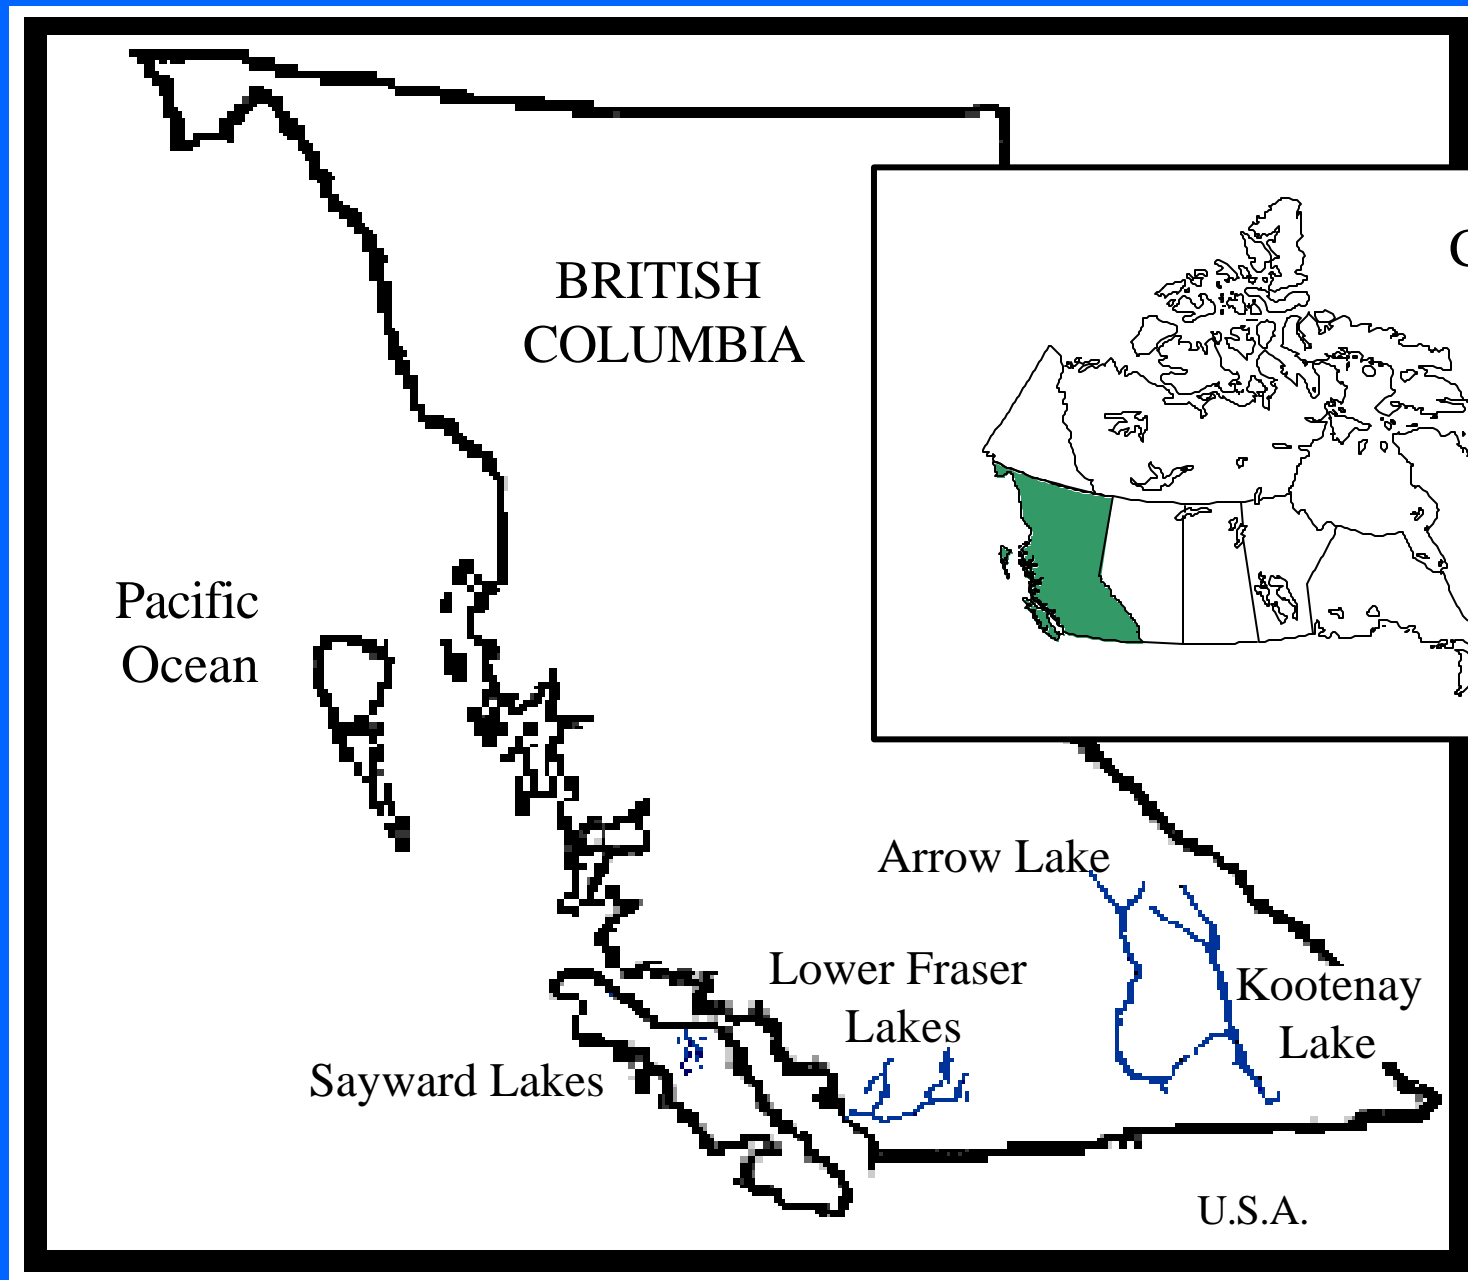 BRITISH
COLUMBIA
Pacific
Ocean
Arrow Lake
Lower Fraser
Lakes
Kootenay
Lake
Sayward Lakes
U.S.A.